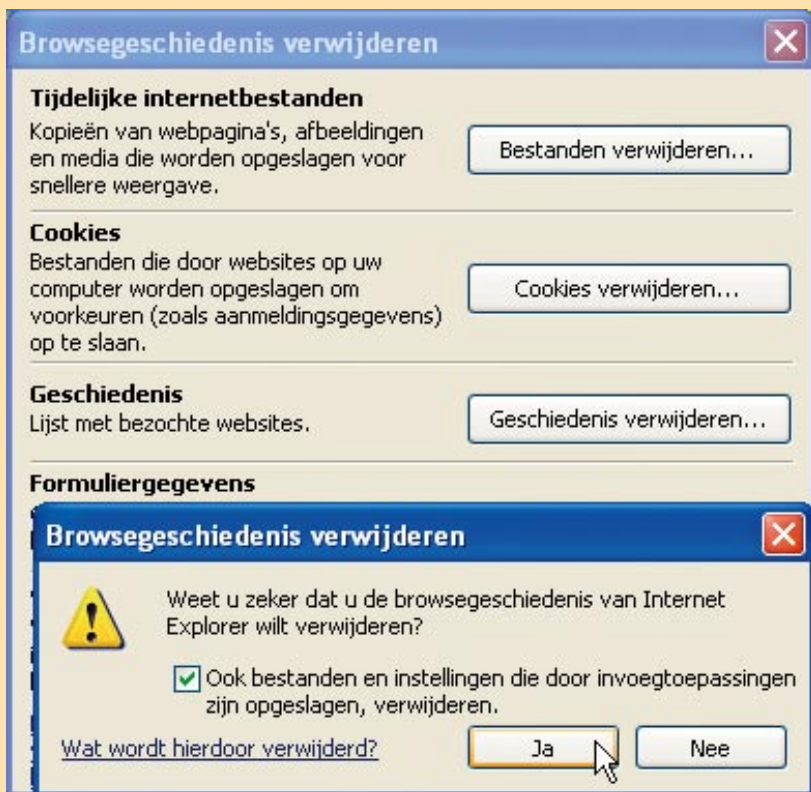 Browsegeschiedenis verwijderen
Tijdelijke internetbestanden
Kopieën van webpagina's, afbeeldingen
en media die worden opgeslagen voor
snellere weergave.
Bestanden verwijderen...
Cookies
Bestanden die door websites op uw
computer worden opgeslagen om
voorkeuren (zoals aanmeldingsgegevens)
op te slaan.
Cookies verwijderen...
Geschiedenis
Lijst met bezochte websites.
Geschiedenis verwijderen...
Formuliergegevens
Browsegeschiedenis verwijderen
Weet u zeker dat u de browsegeschiedenis van Internet
Explorer wilt verwijderen?
Ook bestanden en instellingen die door invoegtoepassingen
zijn opgeslagen, verwijderen.
Wat wordt hierdoor verwijderd?
Ja
Nee